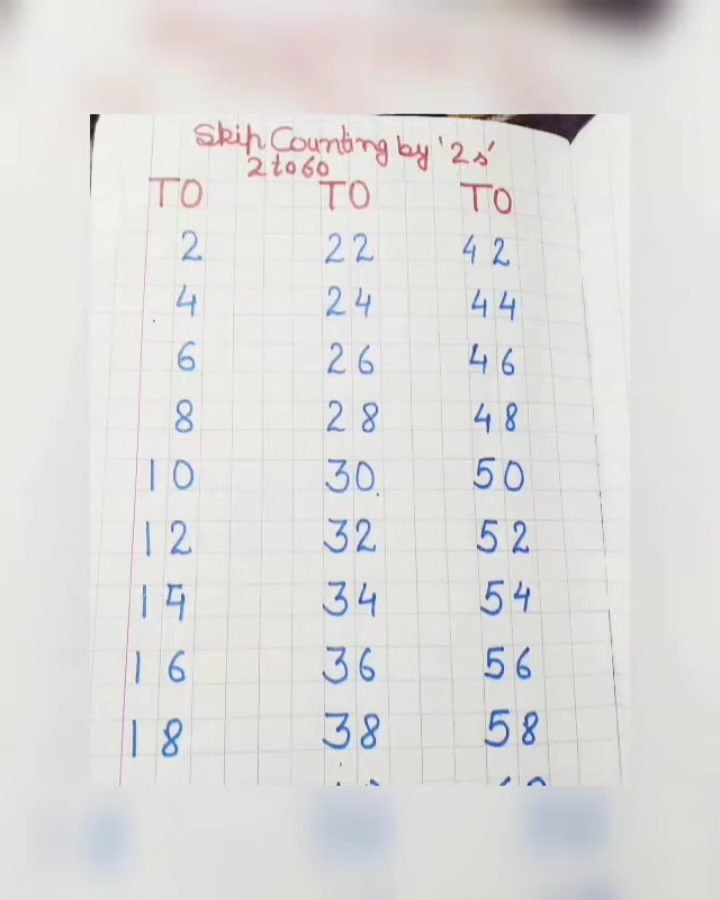 Skip Counting by '2s'
2 to 60
TO TO TO
2 22 42
4 24 44
6 26 46
8 28 48
10 30 50
12 32 52
14 34 54
16 36 56
18 38 58